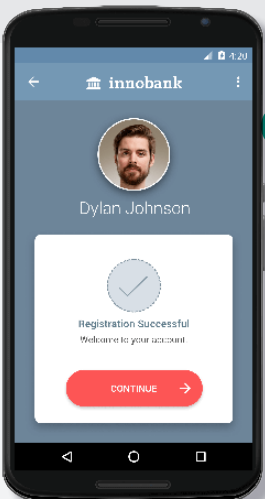 4:20
innobank
Dylan Johnson
Registration Successful
Welcome to your account.
CONTINUE